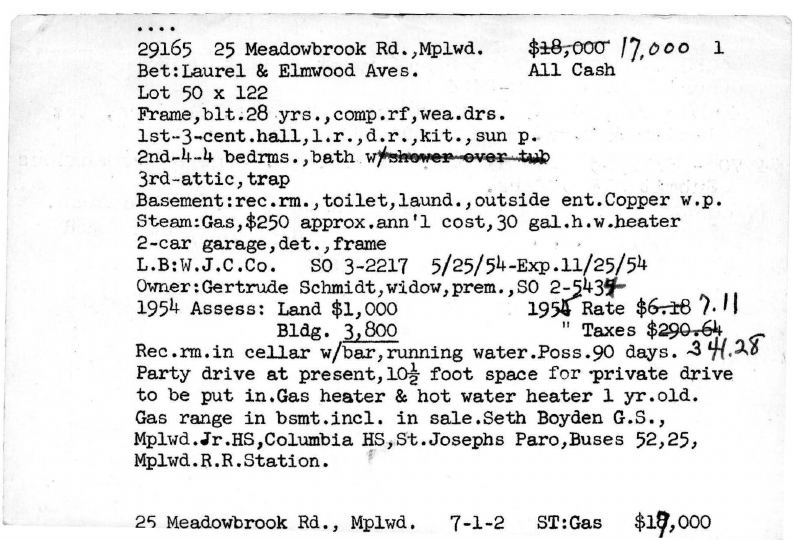 ....
29165 25 Meadowbrook Rd.,Mplwd. $18,000 17,000 1
Bet:Laurel & Elmwood Aves. All Cash
Lot 50 x 122
Frame,blt.28 yrs.,comp.rf,wea.drs.
1st-3-cent.hall,l.r.,d.r.,kit.,sun p.
2nd-4-4 bedrms.,bath w/shower over tub
3rd-attic,trap
Basement:rec.rm.,toilet,laund.,outside ent.Copper w.p.
Steam:Gas,$250 approx.ann'l cost,30 gal.h.w.heater
2-car garage,det.,frame
L.B:W.J.C.Co. SO 3-2217 5/25/54-Exp.11/25/54
Owner:Gertrude Schmidt,widow,prem.,SO 2-5434
1954 Assess: Land $1,000 1955 Rate $6.18 7.11
Bldg. 3,800 " Taxes $290.64
Rec.rm.in cellar w/bar,running water.Poss.90 days. 341.28
Party drive at present,10½ foot space for private drive
to be put in.Gas heater & hot water heater 1 yr.old.
Gas range in bsmt.incl. in sale.Seth Boyden G.S.,
Mplwd.Jr.HS,Columbia HS,St.Josephs Paro,Buses 52,25,
Mplwd.R.R.Station.
25 Meadowbrook Rd., Mplwd. 7-1-2 ST:Gas $17,000